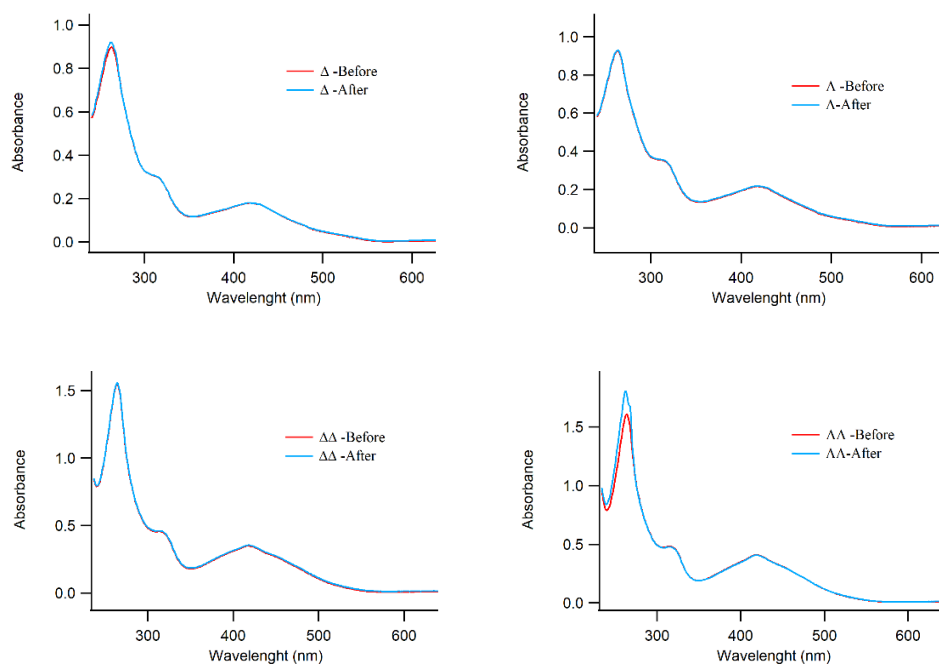 1.0
0.8
0.6
0.4
0.2
0.0
Absorbance
Δ -Before
Δ -After
300 400 500 600
Wavelenght (nm)
1.0
0.8
0.6
0.4
0.2
0.0
Absorbance
Λ -Before
Λ-After
300 400 500 600
Wavelenght (nm)
1.5
1.0
0.5
0.0
Absorbance
ΔΔ -Before
ΔΔ -After
300 400 500 600
Wavelenght (nm)
1.5
1.0
0.5
0.0
Absorbance
ΛΛ -Before
ΛΛ-After
300 400 500 600
Wavelenght (nm)